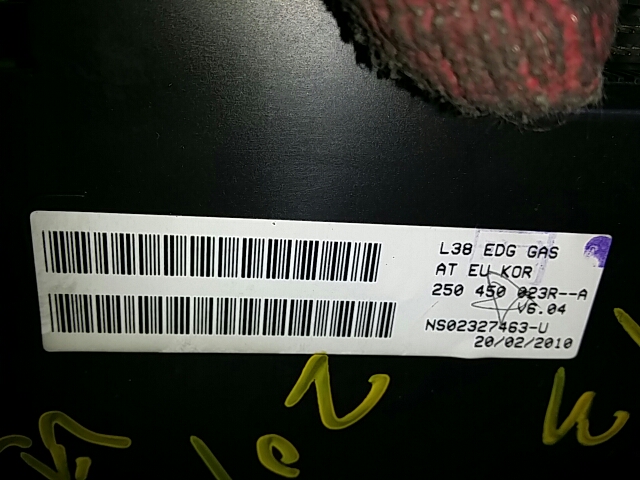 L38 EDG GAS
AT EU KOR
250 450 023R--A
V6.04
NS02327463-U
20/02/2010